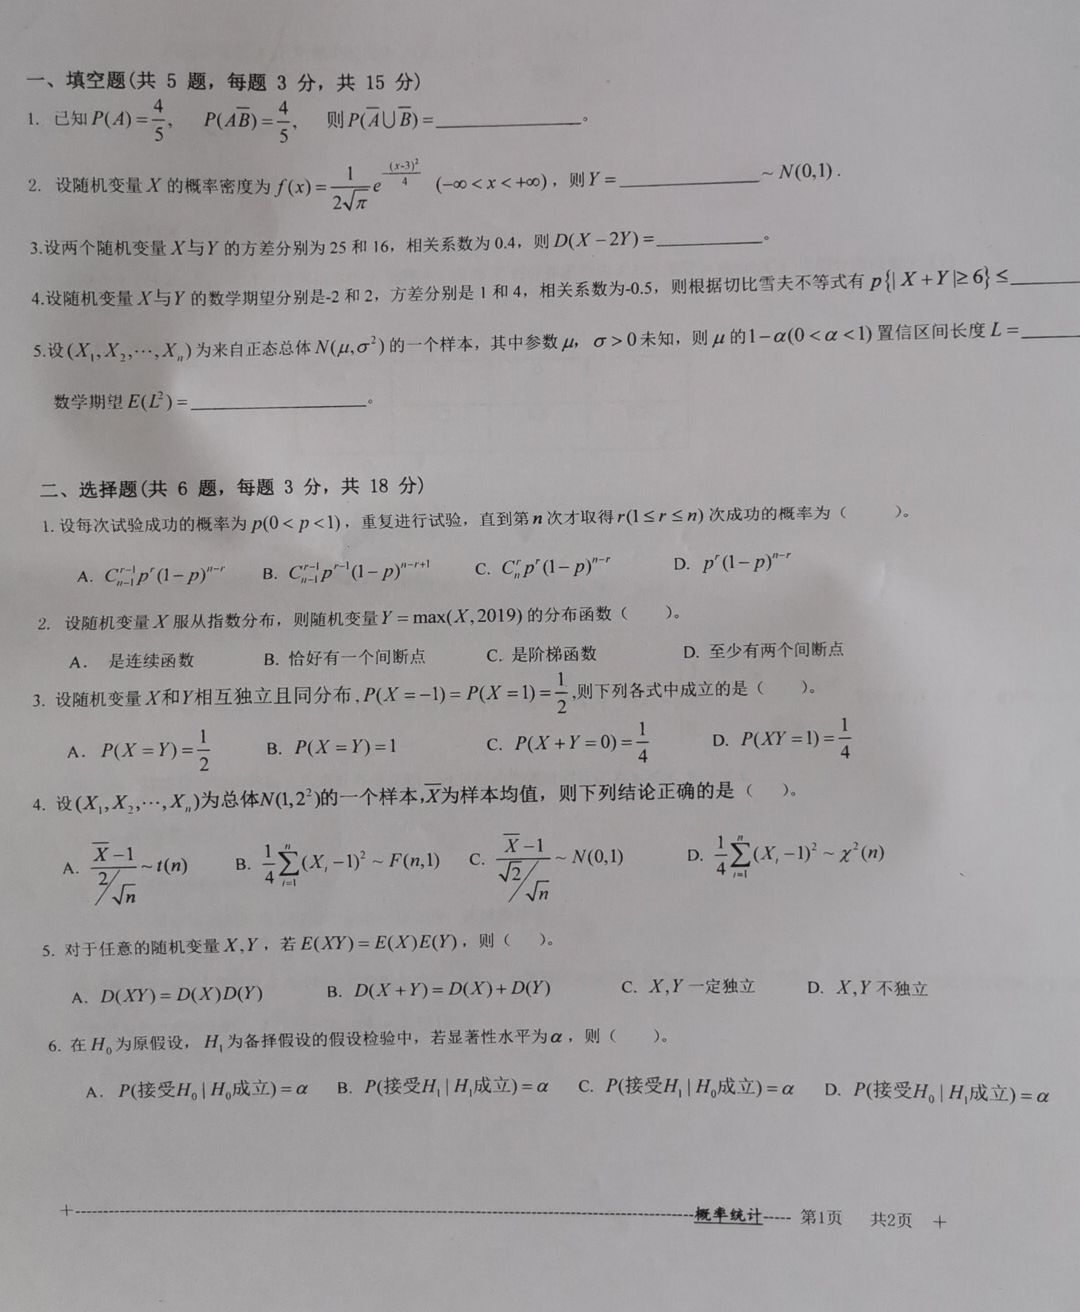 一、填空题(共 5 题，每题 3 分，共 15 分)
1. 已知 $P(A)=\frac{4}{5}$， $P(A\overline{B})=\frac{4}{5}$， 则 $P(\overline{A}\cup\overline{B})=$____________。
2. 设随机变量 $X$ 的概率密度为 $f(x)=\frac{1}{2\sqrt{\pi}}e^{-\frac{(x-3)^2}{4}}$ $(-\infty<x<+\infty)$，则 $Y=$____________$\sim N(0,1)$.
3.设两个随机变量 $X$ 与 $Y$ 的方差分别为 25 和 16，相关系数为 0.4，则 $D(X-2Y)=$____________。
4.设随机变量 $X$ 与 $Y$ 的数学期望分别是-2 和 2，方差分别是 1 和 4，相关系数为-0.5，则根据切比雪夫不等式有 $p\{|X+Y|\geq 6\}\leq$________
5.设 $(X_1,X_2,\cdots,X_n)$ 为来自正态总体 $N(\mu,\sigma^2)$ 的一个样本，其中参数 $\mu$，$\sigma>0$ 未知，则 $\mu$ 的 $1-\alpha(0<\alpha<1)$ 置信区间长度 $L=$________
数学期望 $E(L^2)=$____________。
二、选择题(共 6 题，每题 3 分，共 18 分)
1. 设每次试验成功的概率为 $p(0<p<1)$，重复进行试验，直到第 $n$ 次才取得 $r(1\leq r\leq n)$ 次成功的概率为（ ）。
A. $C_{n-1}^{r-1}p^r(1-p)^{n-r}$ B. $C_{n-1}^{r-1}p^{r-1}(1-p)^{n-r+1}$ C. $C_n^r p^r(1-p)^{n-r}$ D. $p^r(1-p)^{n-r}$
2. 设随机变量 $X$ 服从指数分布，则随机变量 $Y=\max(X,2019)$ 的分布函数（ ）。
A. 是连续函数 B. 恰好有一个间断点 C. 是阶梯函数 D. 至少有两个间断点
3. 设随机变量 $X$ 和 $Y$ 相互独立且同分布, $P(X=-1)=P(X=1)=\frac{1}{2}$,则下列各式中成立的是（ ）。
A. $P(X=Y)=\frac{1}{2}$ B. $P(X=Y)=1$ C. $P(X+Y=0)=\frac{1}{4}$ D. $P(XY=1)=\frac{1}{4}$
4. 设 $(X_1,X_2,\cdots,X_n)$ 为总体 $N(1,2^2)$ 的一个样本, $\overline{X}$ 为样本均值，则下列结论正确的是（ ）。
A. $\frac{\overline{X}-1}{2/\sqrt{n}}\sim t(n)$ B. $\frac{1}{4}\sum_{i=1}^{n}(X_i-1)^2\sim F(n,1)$ C. $\frac{\overline{X}-1}{\sqrt{2}/\sqrt{n}}\sim N(0,1)$ D. $\frac{1}{4}\sum_{i=1}^{n}(X_i-1)^2\sim\chi^2(n)$
5. 对于任意的随机变量 $X,Y$，若 $E(XY)=E(X)E(Y)$，则（ ）。
A. $D(XY)=D(X)D(Y)$ B. $D(X+Y)=D(X)+D(Y)$ C. $X,Y$ 一定独立 D. $X,Y$ 不独立
6. 在 $H_0$ 为原假设，$H_1$ 为备择假设的假设检验中，若显著性水平为 $\alpha$，则（ ）。
A. $P(接受H_0|H_0成立)=\alpha$ B. $P(接受H_1|H_1成立)=\alpha$ C. $P(接受H_1|H_0成立)=\alpha$ D. $P(接受H_0|H_1成立)=\alpha$
概率统计 第1页 共2页